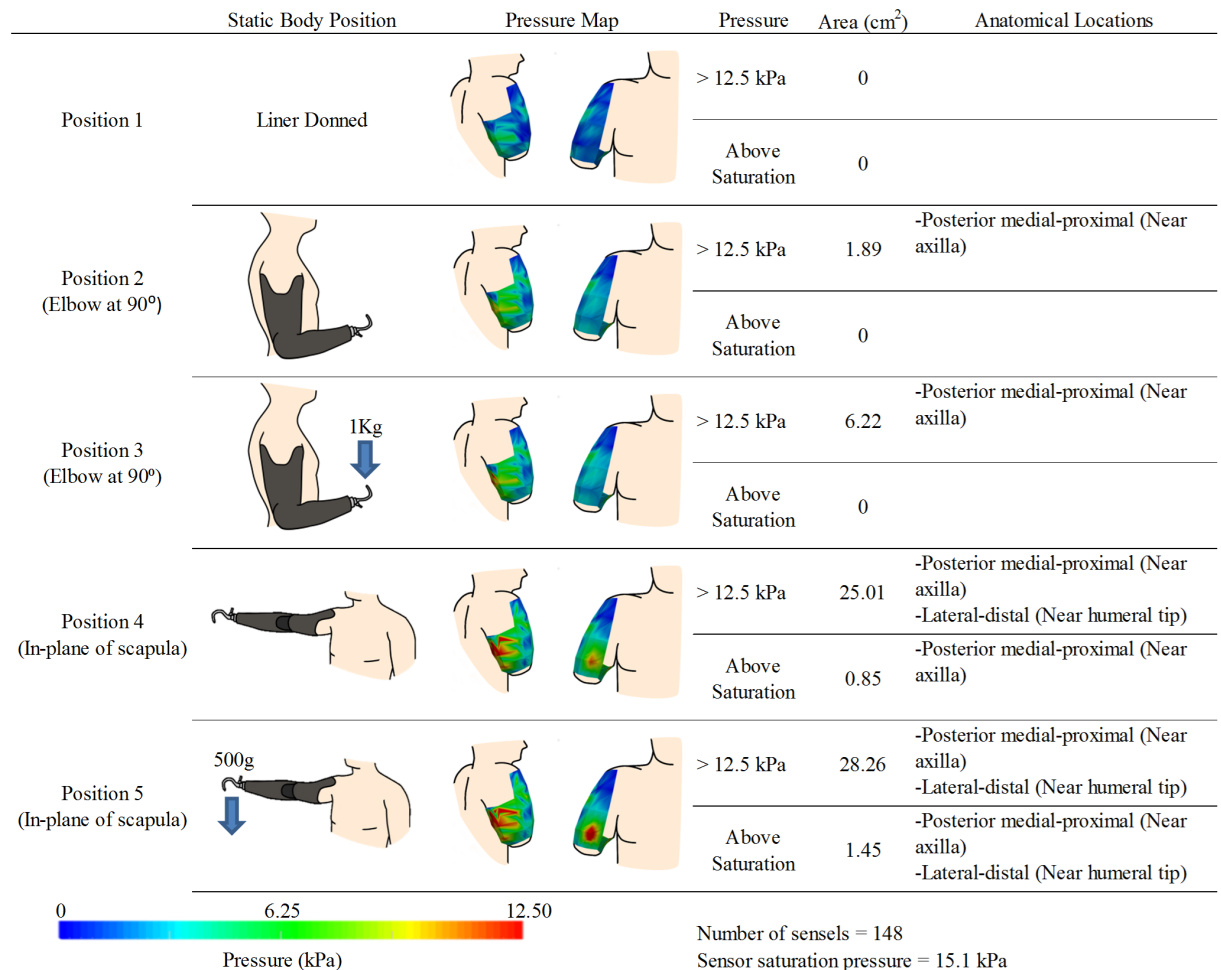 Static Body Position Pressure Map Pressure Area (cm²) Anatomical Locations
Position 1
Liner Donned
> 12.5 kPa 0
Above
Saturation
0
Position 2
(Elbow at 90⁰)
> 12.5 kPa 1.89
-Posterior medial-proximal (Near
axilla)
Above
Saturation
0
Position 3
(Elbow at 90⁰)
1Kg
> 12.5 kPa 6.22
-Posterior medial-proximal (Near
axilla)
Above
Saturation
0
Position 4
(In-plane of scapula)
> 12.5 kPa 25.01
-Posterior medial-proximal (Near
axilla)
-Lateral-distal (Near humeral tip)
Above
Saturation
0.85
-Posterior medial-proximal (Near
axilla)
Position 5
(In-plane of scapula)
500g
> 12.5 kPa 28.26
-Posterior medial-proximal (Near
axilla)
-Lateral-distal (Near humeral tip)
Above
Saturation
1.45
-Posterior medial-proximal (Near
axilla)
-Lateral-distal (Near humeral tip)
0 6.25 12.50
Pressure (kPa)
Number of sensels = 148
Sensor saturation pressure = 15.1 kPa